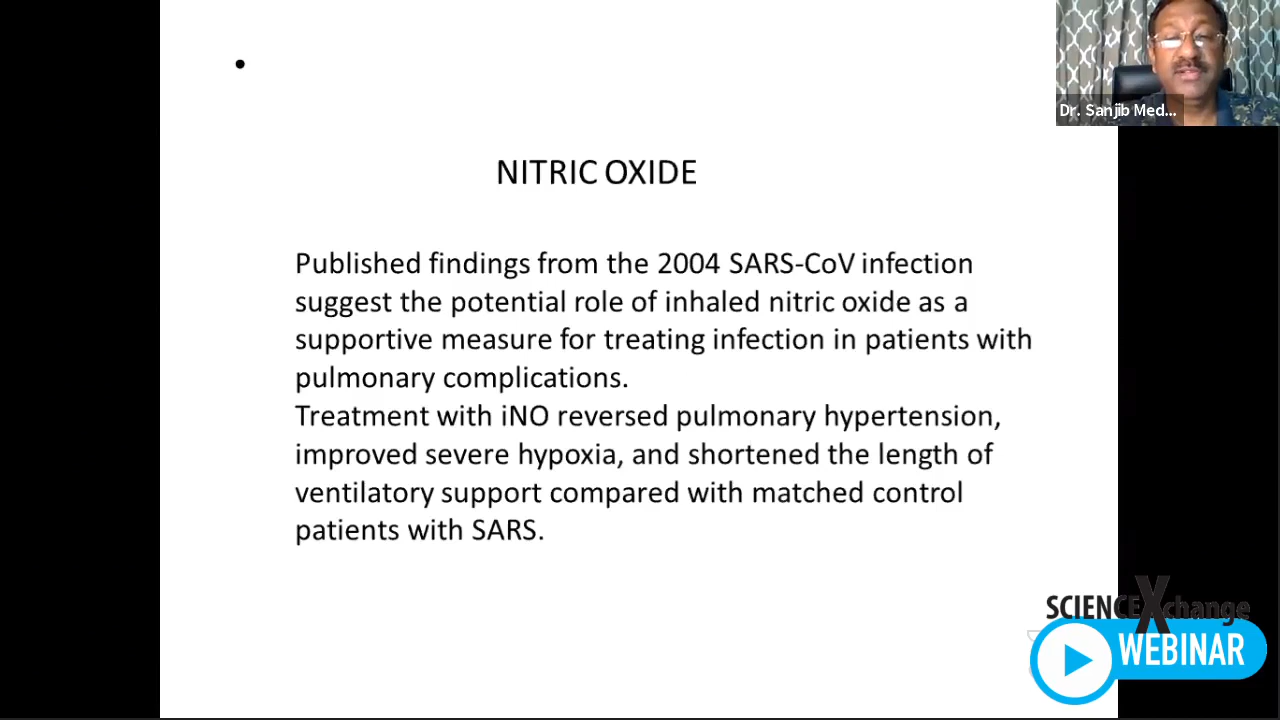 Dr. Sanjib Med...
•
NITRIC OXIDE
Published findings from the 2004 SARS-CoV infection
suggest the potential role of inhaled nitric oxide as a
supportive measure for treating infection in patients with
pulmonary complications.
Treatment with iNO reversed pulmonary hypertension,
improved severe hypoxia, and shortened the length of
ventilatory support compared with matched control
patients with SARS.
SCIENCEXchange
WEBINAR